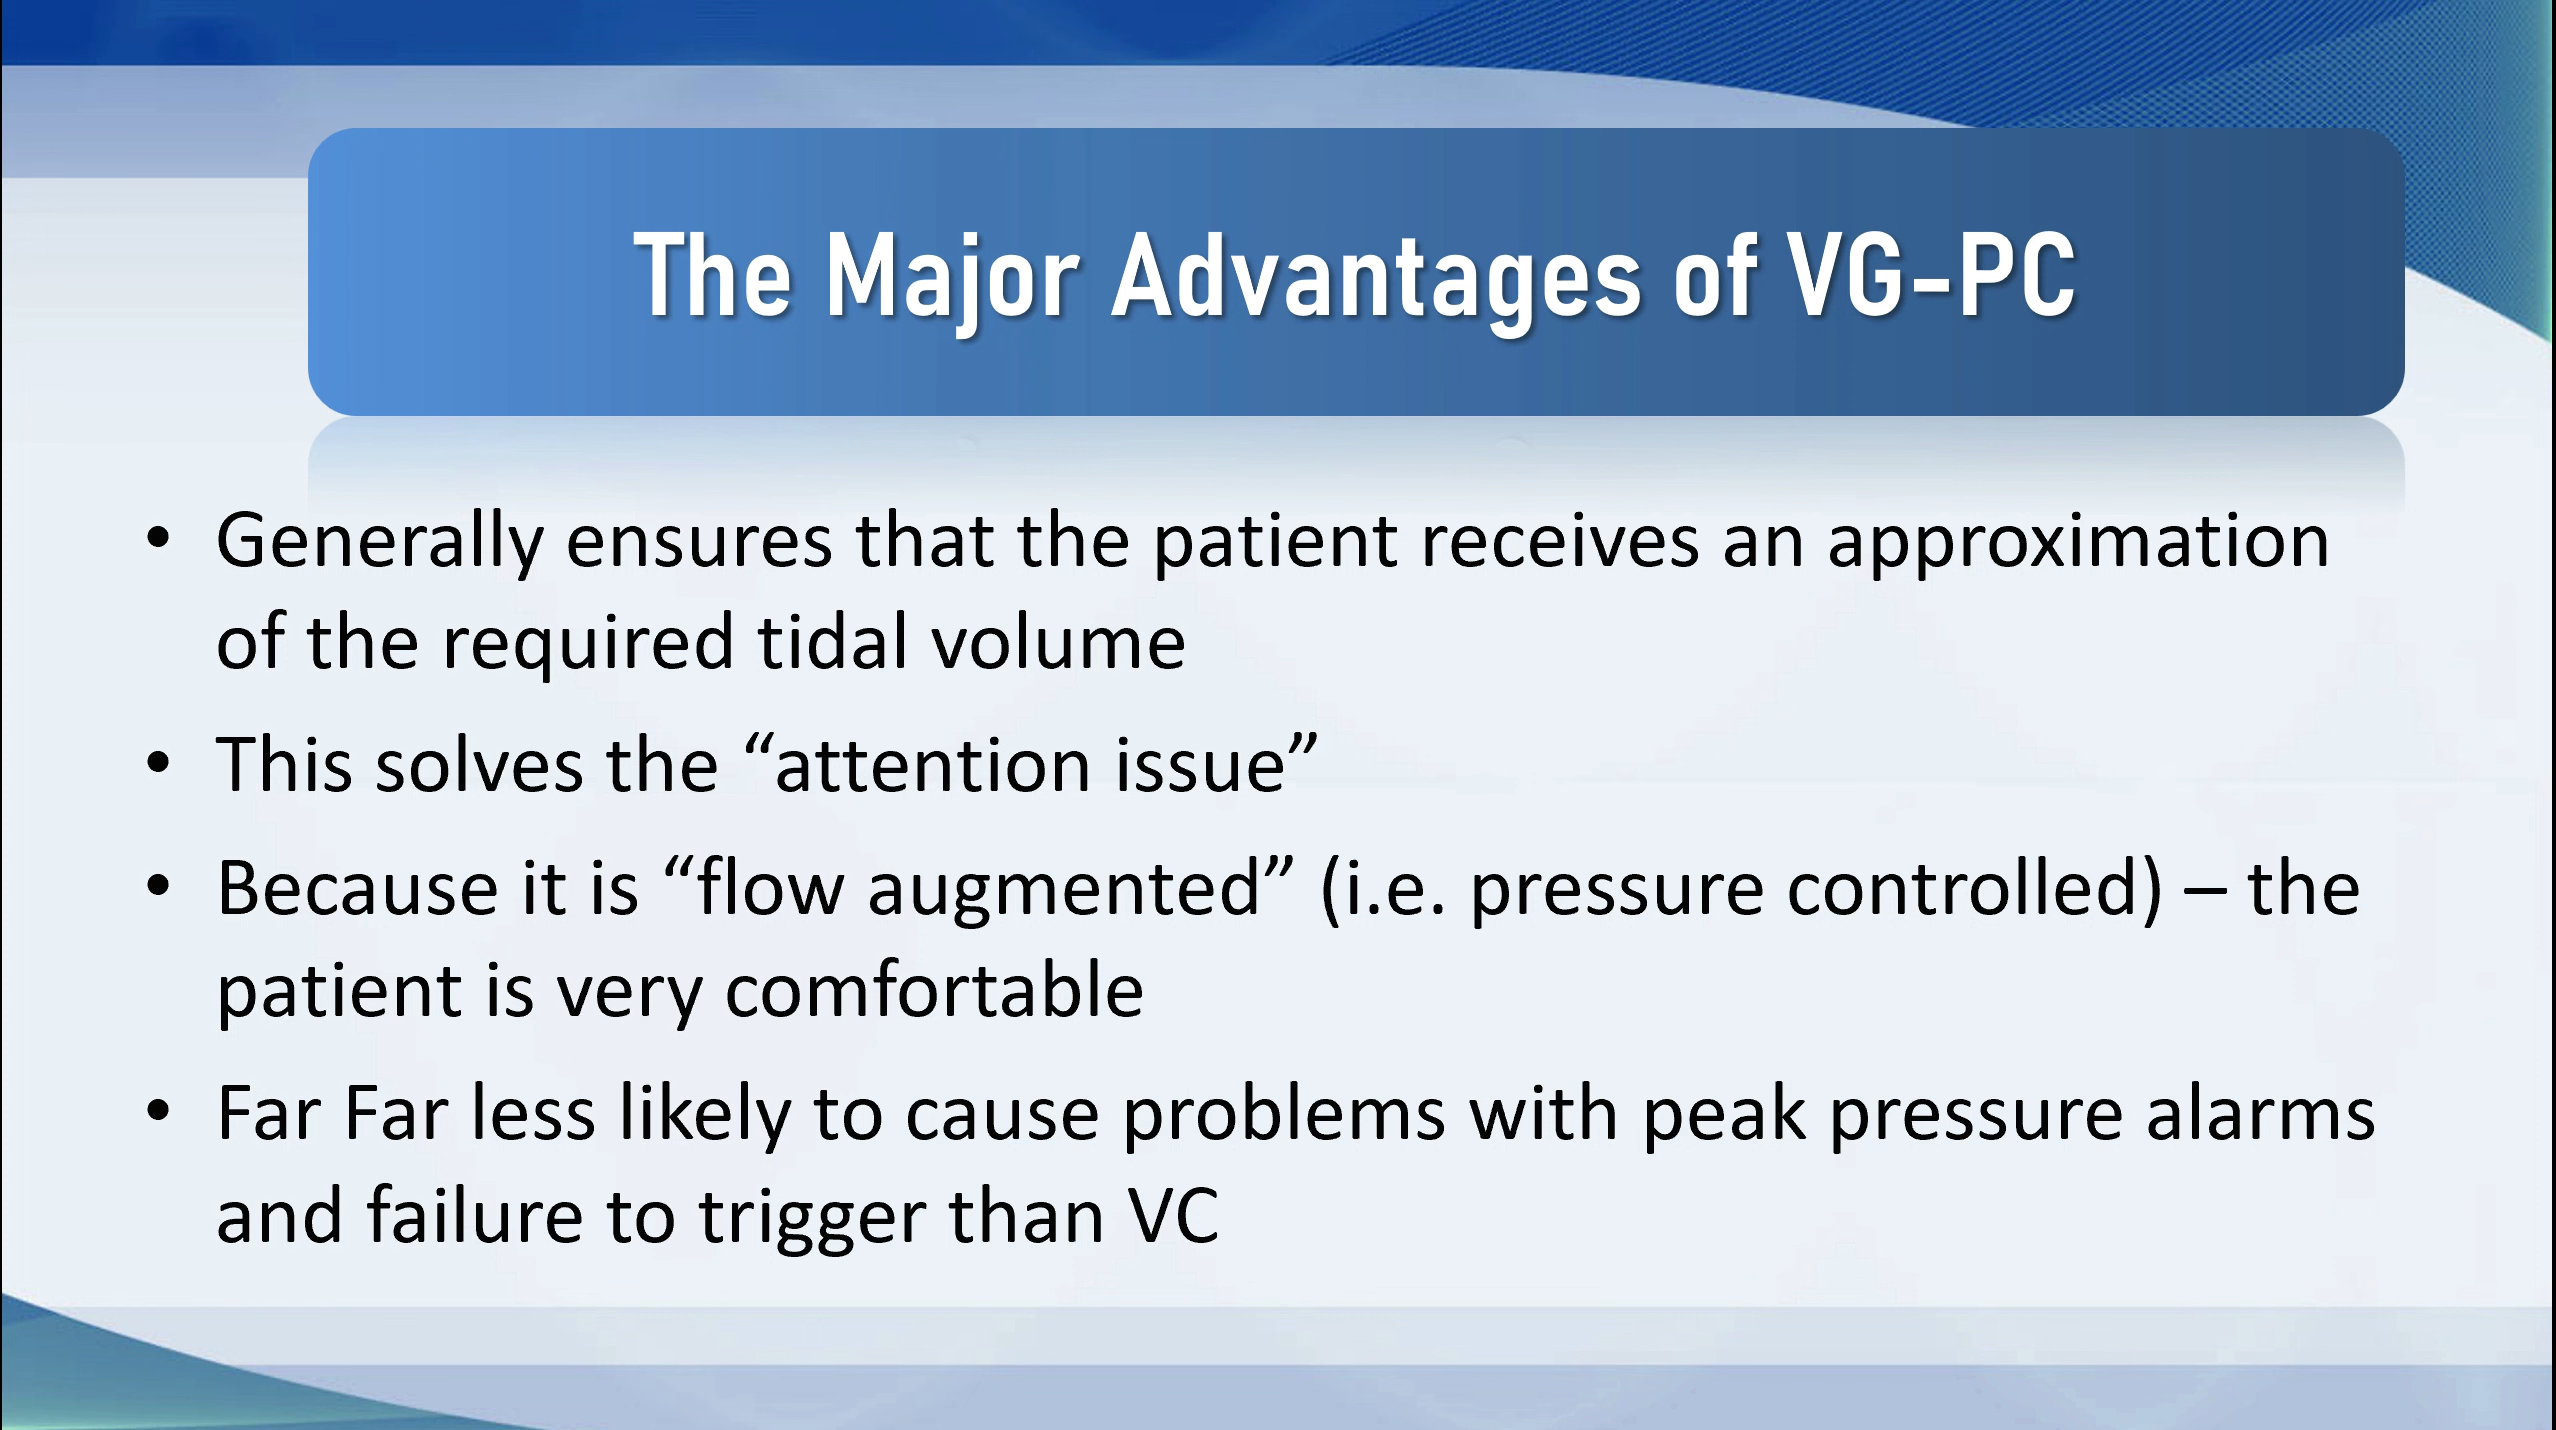 The Major Advantages of VG-PC
• Generally ensures that the patient receives an approximation
of the required tidal volume
• This solves the “attention issue”
• Because it is “flow augmented” (i.e. pressure controlled) – the
patient is very comfortable
• Far Far less likely to cause problems with peak pressure alarms
and failure to trigger than VC